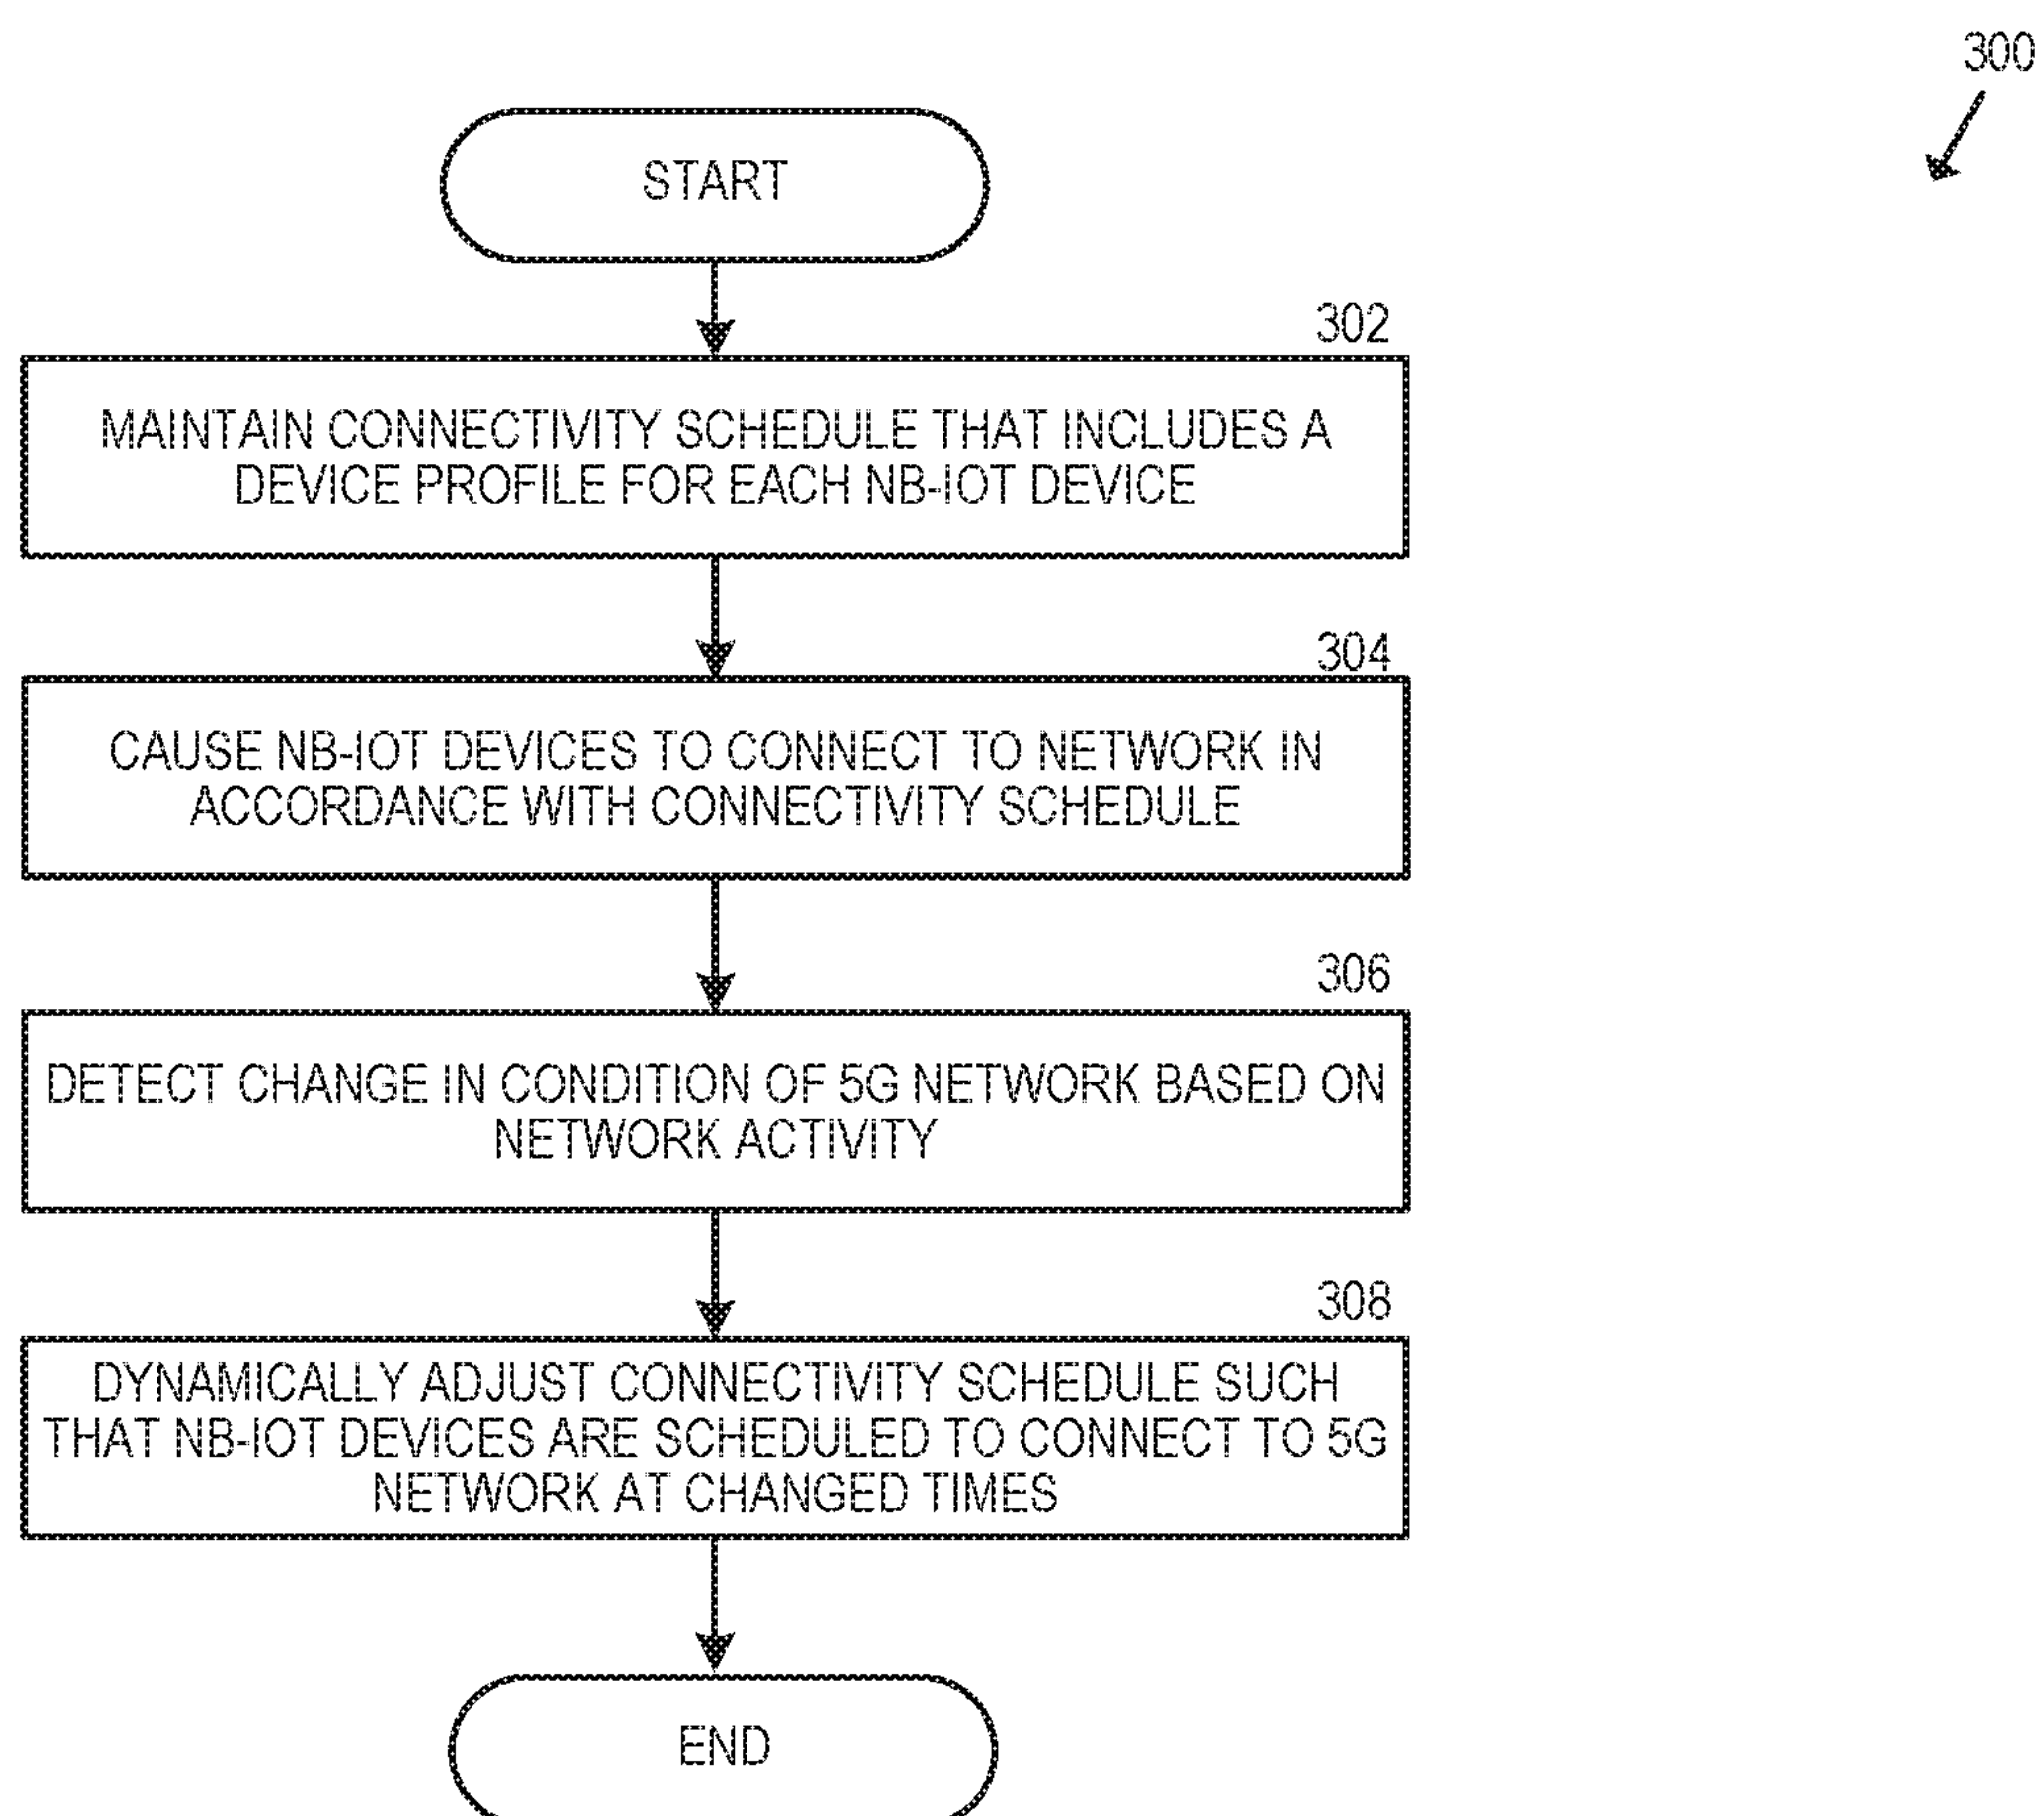 300
START
302
MAINTAIN CONNECTIVITY SCHEDULE THAT INCLUDES A
DEVICE PROFILE FOR EACH NB-IOT DEVICE
304
CAUSE NB-IOT DEVICES TO CONNECT TO NETWORK IN
ACCORDANCE WITH CONNECTIVITY SCHEDULE
306
DETECT CHANGE IN CONDITION OF 5G NETWORK BASED ON
NETWORK ACTIVITY
308
DYNAMICALLY ADJUST CONNECTIVITY SCHEDULE SUCH
THAT NB-IOT DEVICES ARE SCHEDULED TO CONNECT TO 5G
NETWORK AT CHANGED TIMES
END